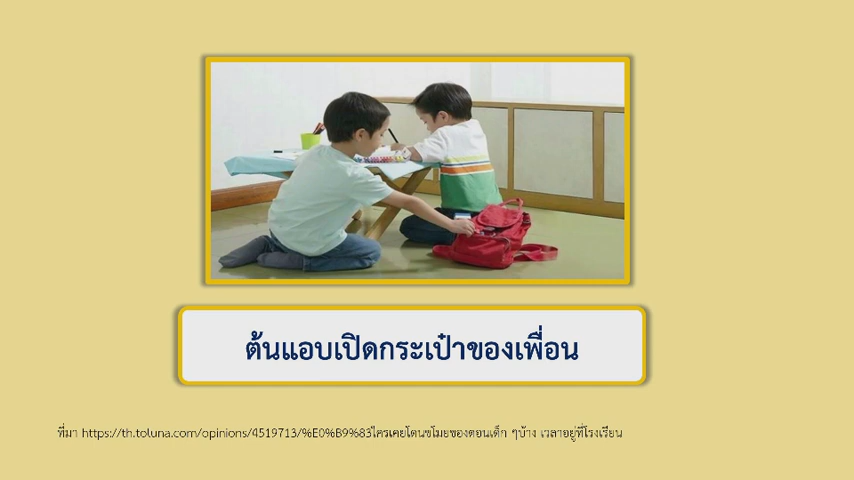 ต้นแอบเปิดกระเป๋าของเพื่อน
ที่มา https://th.toluna.com/opinions/4519713/%E0%B9%83ใครเคยโดนขโมยของตอนเด็ก ๆบ้าง เวลาอยู่ที่โรงเรียน